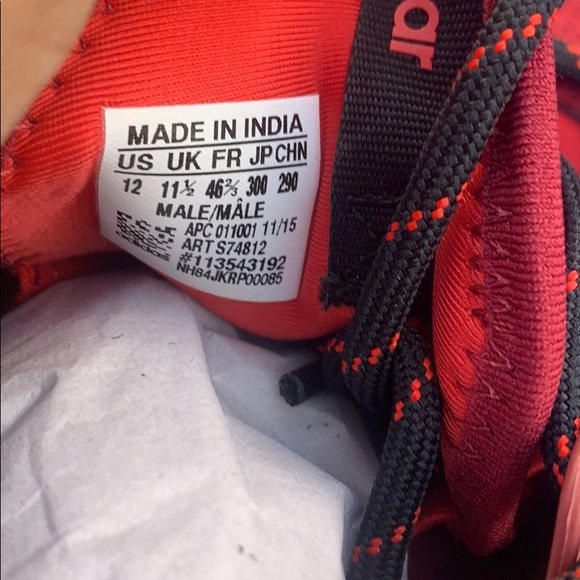 ar
MADE IN INDIA
US UK FR JP CHN
12 11½ 46⅔ 300 290
MALE/MÂLE
APC 011001 11/15
ART S74812
#113543192
NH84JKRP00085